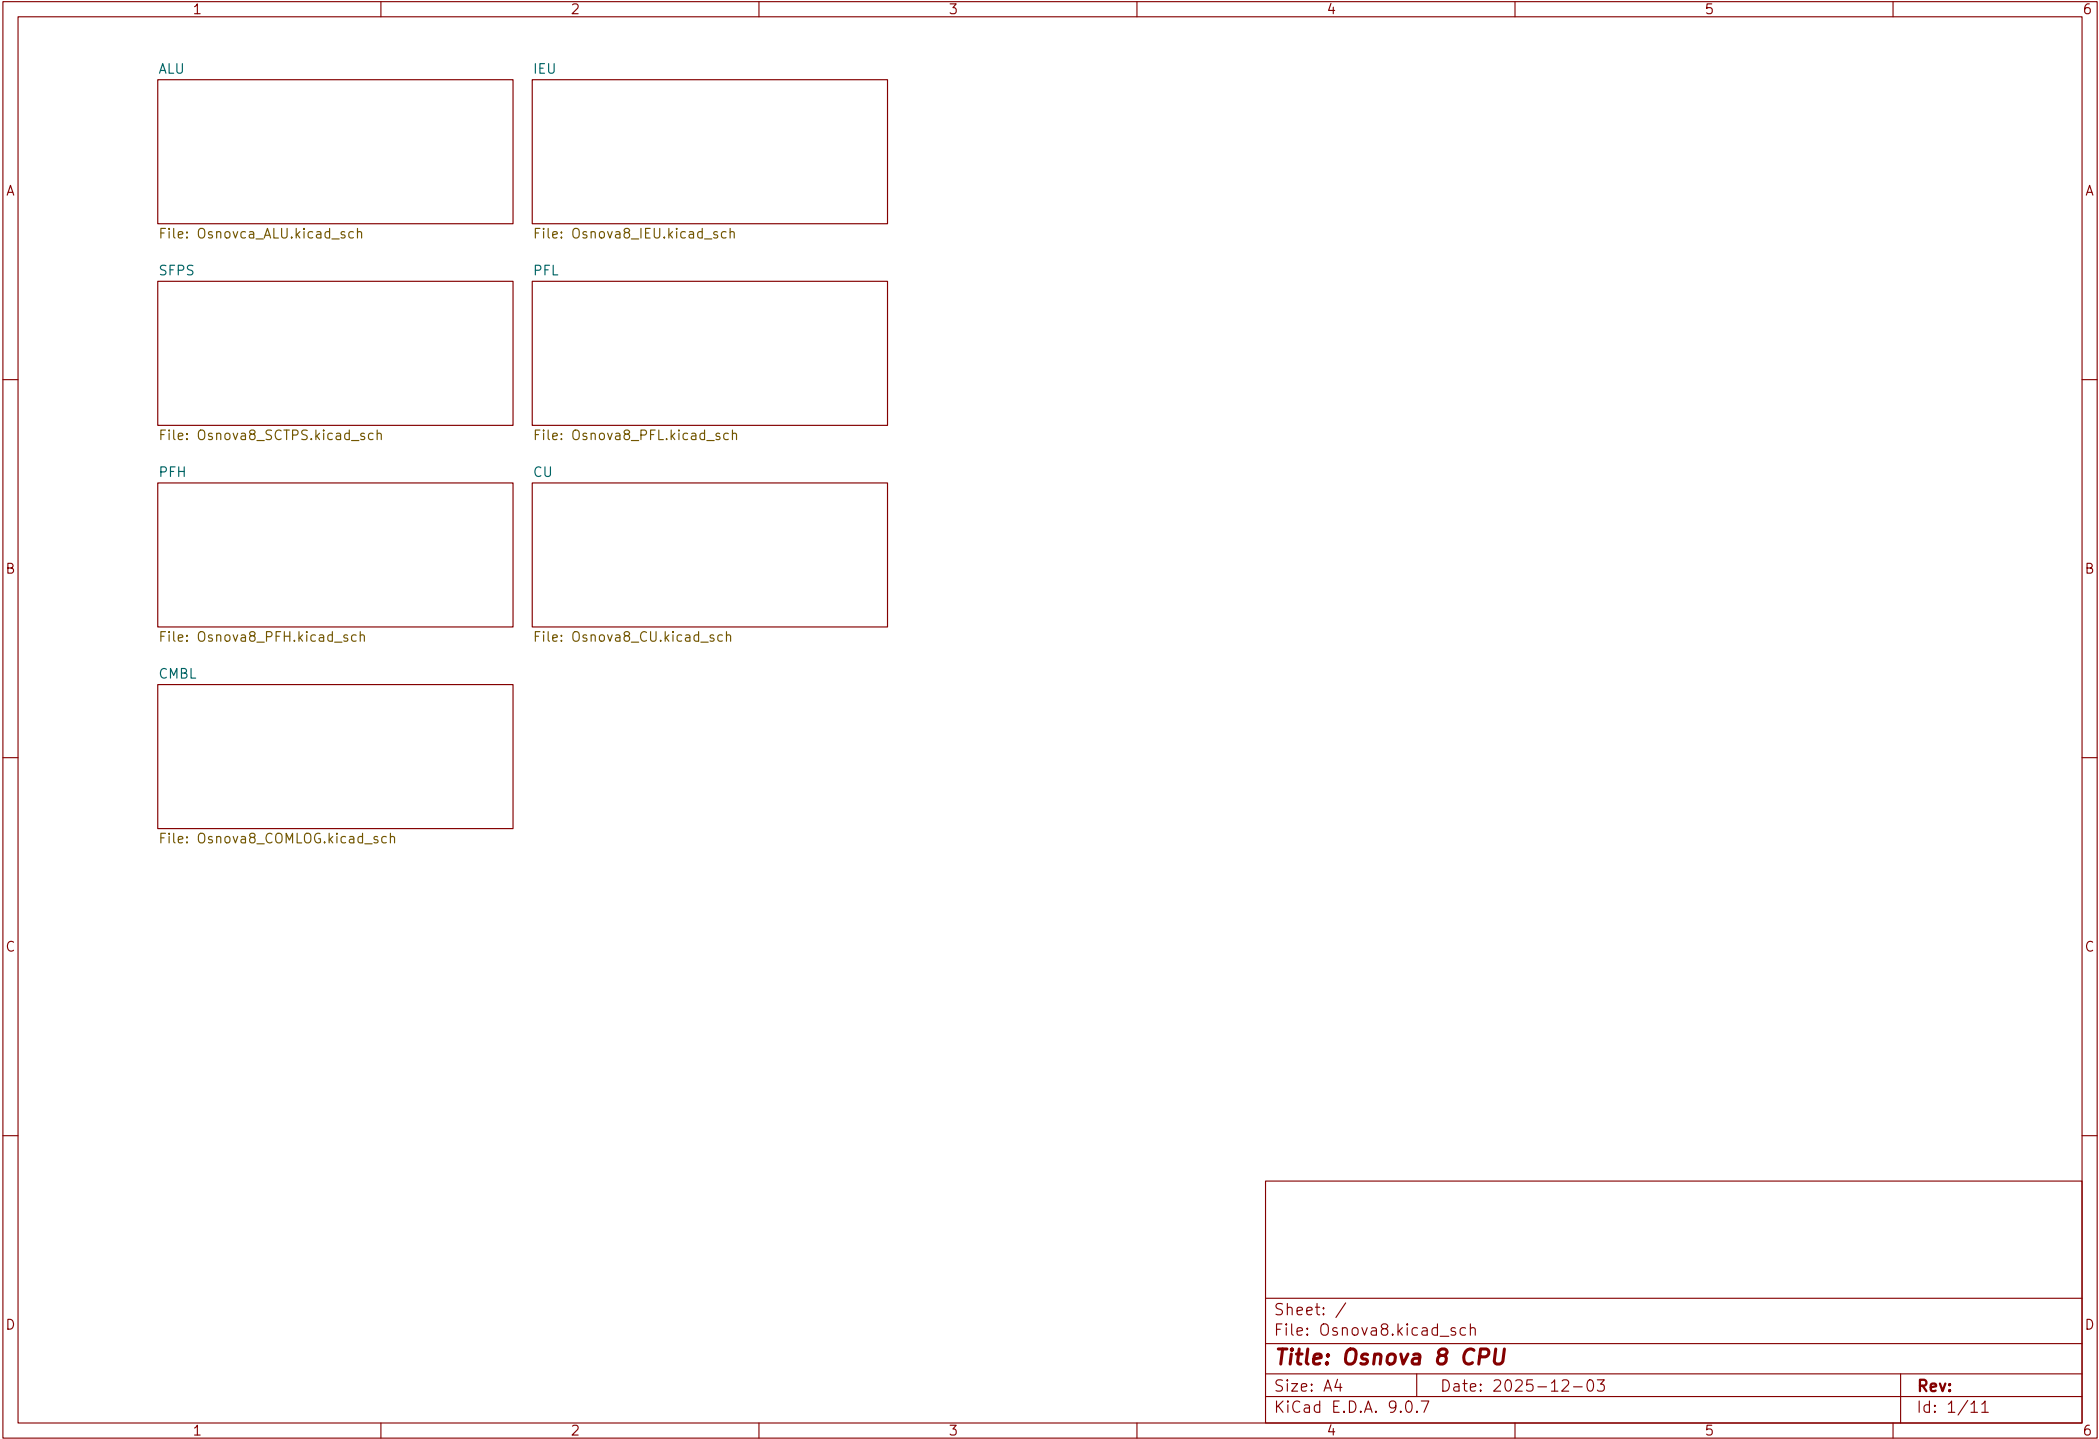 1 2 3 4 5 6
ALU IEU
A A
File: Osnovca_ALU.kicad_sch File: Osnova8_IEU.kicad_sch
SFPS PFL
File: Osnova8_SCTPS.kicad_sch File: Osnova8_PFL.kicad_sch
PFH CU
B B
File: Osnova8_PFH.kicad_sch File: Osnova8_CU.kicad_sch
CMBL
File: Osnova8_COMLOG.kicad_sch
C C
Sheet: /
D D
File: Osnova8.kicad_sch
Title: Osnova 8 CPU
Size: A4 Date: 2025-12-03 Rev:
KiCad E.D.A. 9.0.7 Id: 1/11
1 2 3 4 5 6